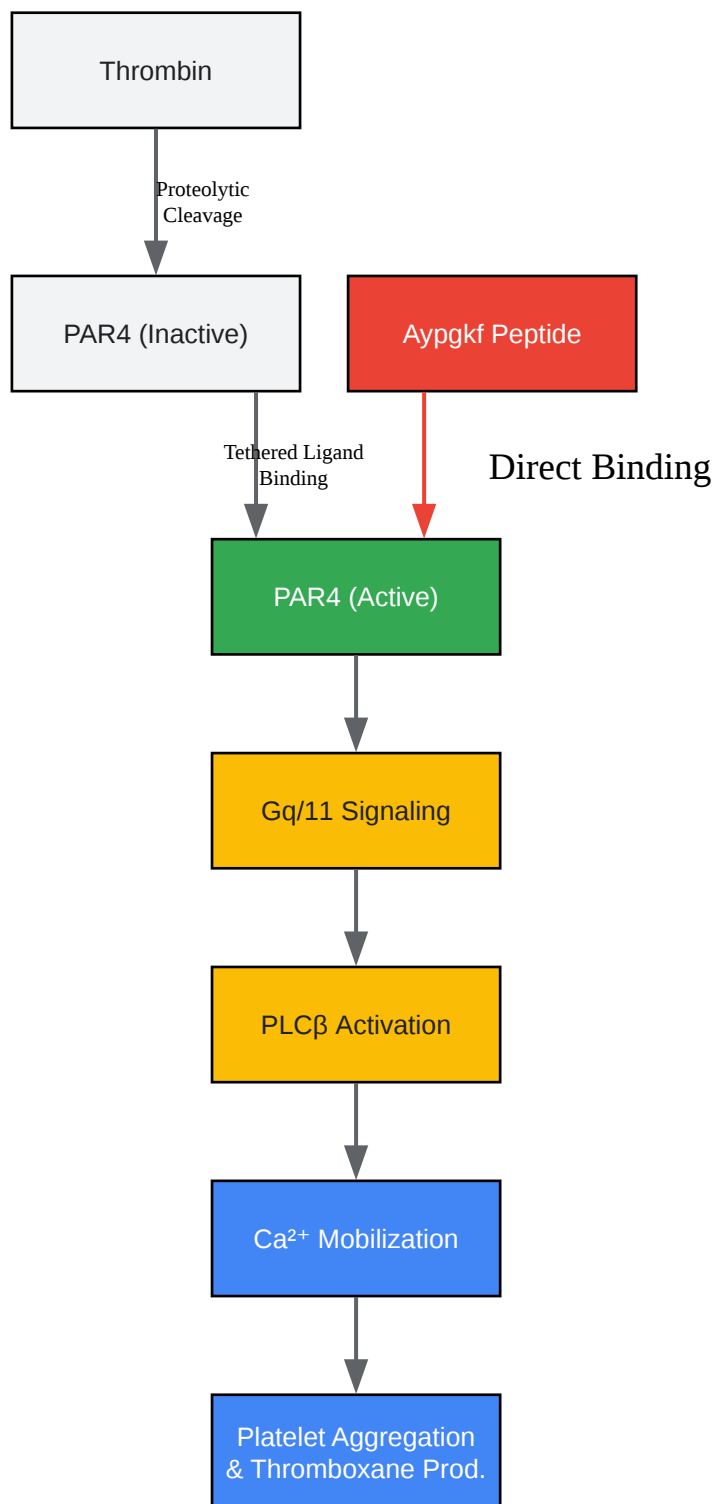 Thrombin
Proteolytic
Cleavage
PAR4 (Inactive)
Aypgkf Peptide
Tethered Ligand
Binding
Direct Binding
PAR4 (Active)
Gq/11 Signaling
PLCβ Activation
Ca²⁺ Mobilization
Platelet Aggregation
& Thromboxane Prod.